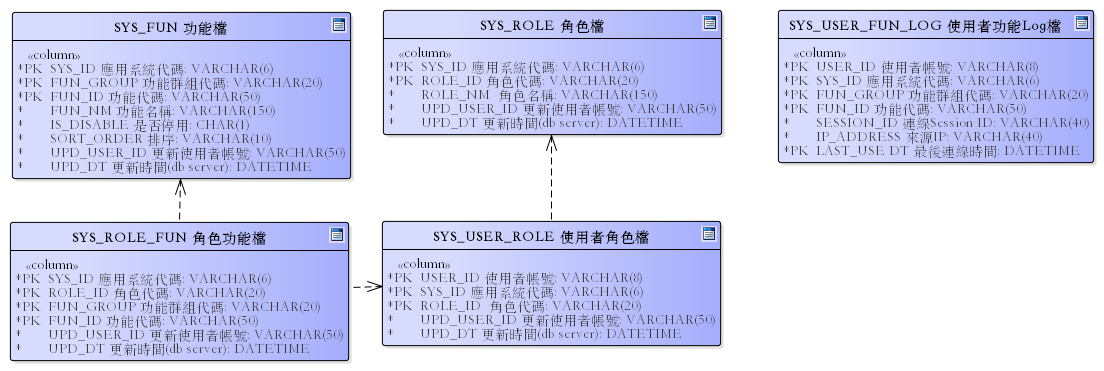 SYS_FUN 功能檔
«column»
*PK SYS_ID 應用系統代碼: VARCHAR(6)
*PK FUN_GROUP 功能群組代碼: VARCHAR(20)
*PK FUN_ID 功能代碼: VARCHAR(50)
* FUN_NM 功能名稱: VARCHAR(150)
* IS_DISABLE 是否停用: CHAR(1)
* SORT_ORDER 排序: VARCHAR(10)
* UPD_USER_ID 更新使用者帳號: VARCHAR(50)
* UPD_DT 更新時間(db server): DATETIME
SYS_ROLE 角色檔
«column»
*PK SYS_ID 應用系統代碼: VARCHAR(6)
*PK ROLE_ID 角色代碼: VARCHAR(20)
* ROLE_NM 角色名稱: VARCHAR(150)
* UPD_USER_ID 更新使用者帳號: VARCHAR(50)
* UPD_DT 更新時間(db server): DATETIME
SYS_USER_FUN_LOG 使用者功能Log檔
«column»
*PK USER_ID 使用者帳號: VARCHAR(8)
*PK SYS_ID 應用系統代碼: VARCHAR(6)
*PK FUN_GROUP 功能群組代碼: VARCHAR(20)
*PK FUN_ID 功能代碼: VARCHAR(50)
SESSION_ID 連線Session ID: VARCHAR(40)
IP_ADDRESS 來源IP: VARCHAR(40)
*PK LAST_USE DT 最後連線時間: DATETIME
SYS_ROLE_FUN 角色功能檔
«column»
*PK SYS_ID 應用系統代碼: VARCHAR(6)
*PK ROLE_ID 角色代碼: VARCHAR(20)
*PK FUN_GROUP 功能群組代碼: VARCHAR(20)
*PK FUN_ID 功能代碼: VARCHAR(50)
* UPD_USER_ID 更新使用者帳號: VARCHAR(50)
* UPD_DT 更新時間(db server): DATETIME
SYS_USER_ROLE 使用者角色檔
«column»
*PK USER_ID 使用者帳號: VARCHAR(8)
*PK SYS_ID 應用系統代碼: VARCHAR(6)
*PK ROLE_ID 角色代碼: VARCHAR(20)
* UPD_USER_ID 更新使用者帳號: VARCHAR(50)
* UPD_DT 更新時間(db server): DATETIME